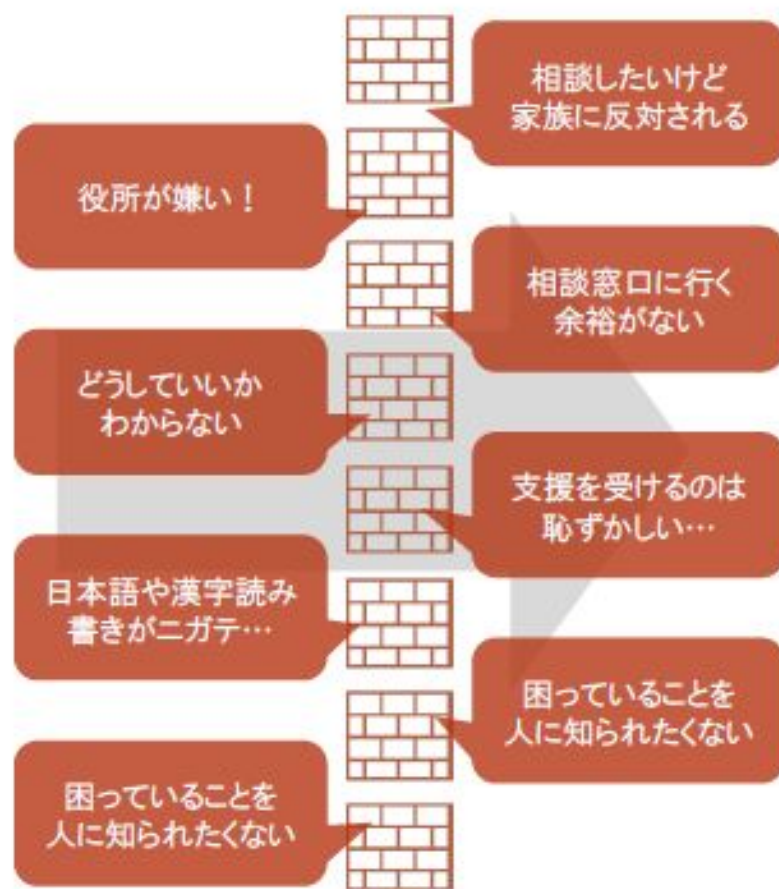 相談したいけど
家族に反対される
役所が嫌い！
相談窓口に行く
余裕がない
どうしていいか
わからない
支援を受けるのは
恥ずかしい…
日本語や漢字読み
書きがニガテ…
困っていることを
人に知られたくない
困っていることを
人に知られたくない